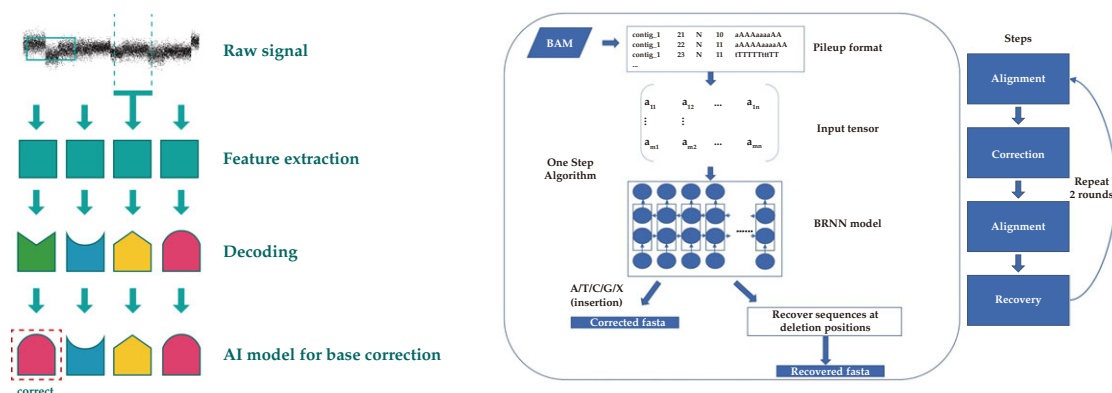 Raw signal
Feature extraction
Decoding
AI model for base correction
correct
BAM
contig_1 21 N 10 aAAAaaaaAA
contig_1 22 N 11 aAAAAaaaaAA
contig_1 23 N 11 tTTTTTtttTT
...
Pileup format
a11 a12 ... a1n
⋮ ⋮
am1 am2 ... amn
Input tensor
One Step
Algorithm
......
BRNN model
A/T/C/G/X
(insertion)
Corrected fasta
Recover sequences at
deletion positions
Recovered fasta
Steps
Alignment
Correction
Alignment
Recovery
Repeat
2 rounds